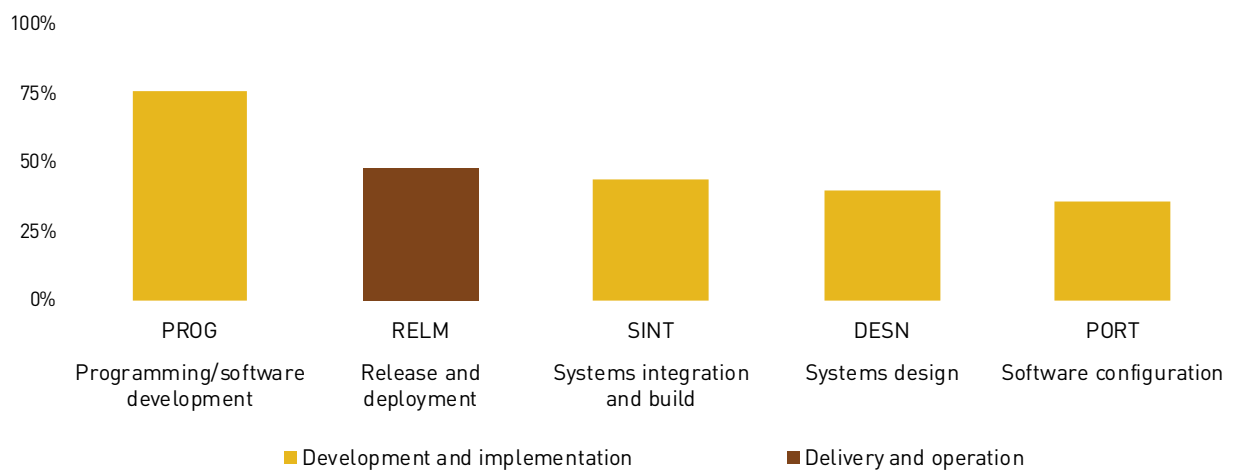 100%
75%
50%
25%
0%
PROG
RELM
SINT
DESN
PORT
Programming/software
development
Release and
deployment
Systems integration
and build
Systems design
Software configuration
Development and implementation
Delivery and operation